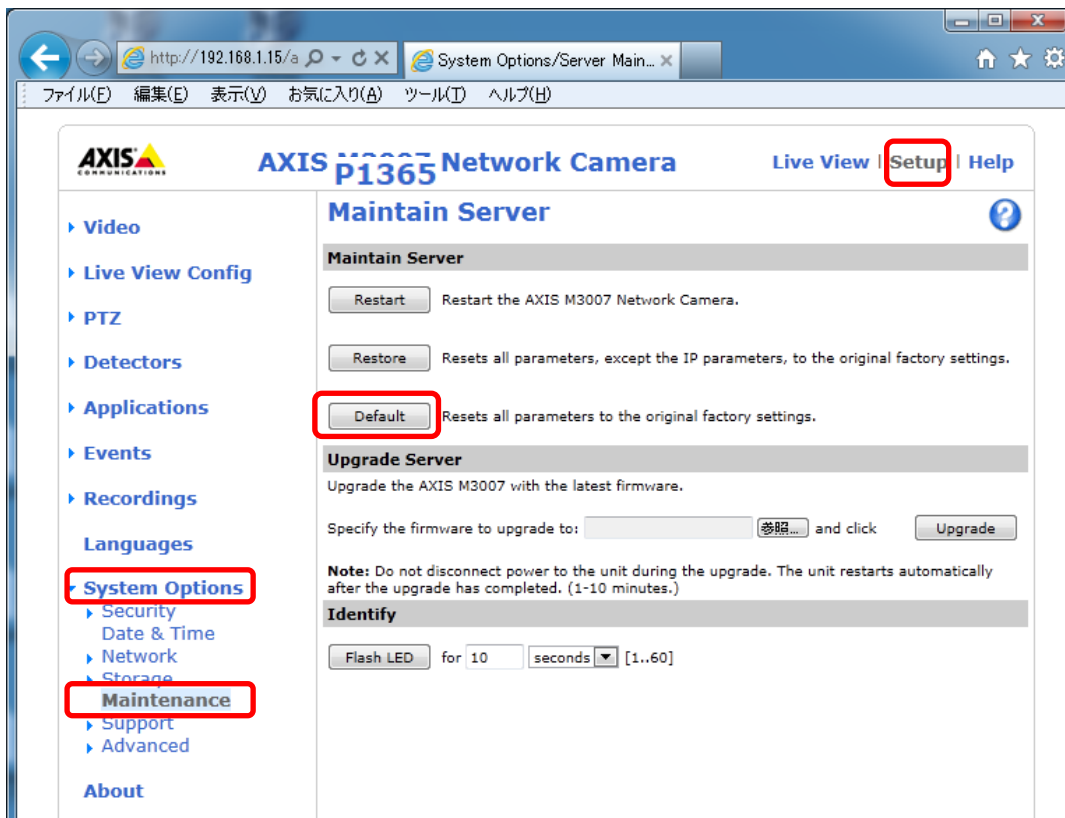 http://192.168.1.15/a
System Options/Server Main...
ファイル(F) 編集(E) 表示(V) お気に入り(A) ツール(T) ヘルプ(H)
AXIS
COMMUNICATIONS
AXIS P1365 Network Camera
Live View | Setup | Help
Video
Live View Config
PTZ
Detectors
Applications
Events
Recordings
Languages
System Options
Security
Date & Time
Network
Storage
Maintenance
Support
Advanced
About
Maintain Server
Maintain Server
Restart Restart the AXIS M3007 Network Camera.
Restore Resets all parameters, except the IP parameters, to the original factory settings.
Default Resets all parameters to the original factory settings.
Upgrade Server
Upgrade the AXIS M3007 with the latest firmware.
Specify the firmware to upgrade to: 参照... and click Upgrade
Note: Do not disconnect power to the unit during the upgrade. The unit restarts automatically
after the upgrade has completed. (1-10 minutes.)
Identify
Flash LED for 10 seconds [1..60]